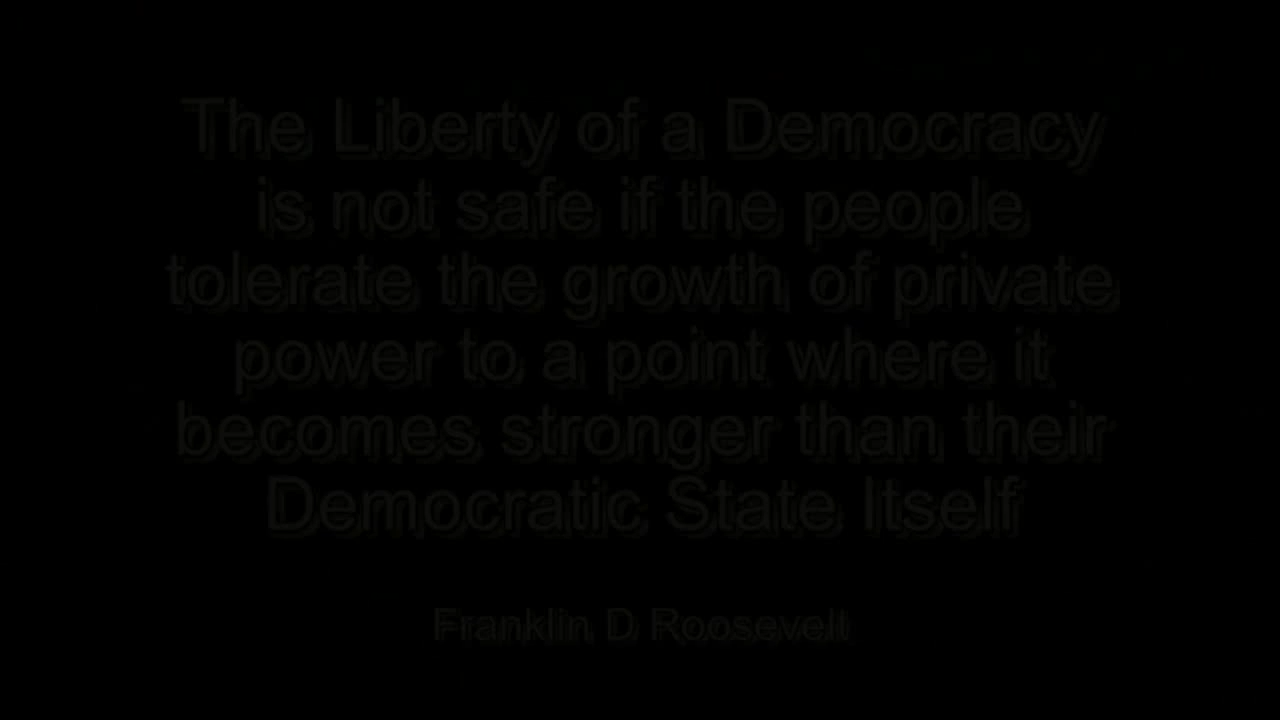 The Liberty of a Democracy
is not safe if the people
tolerate the growth of private
power to a point where it
becomes stronger than their
Democratic State Itself
Franklin D Roosevelt